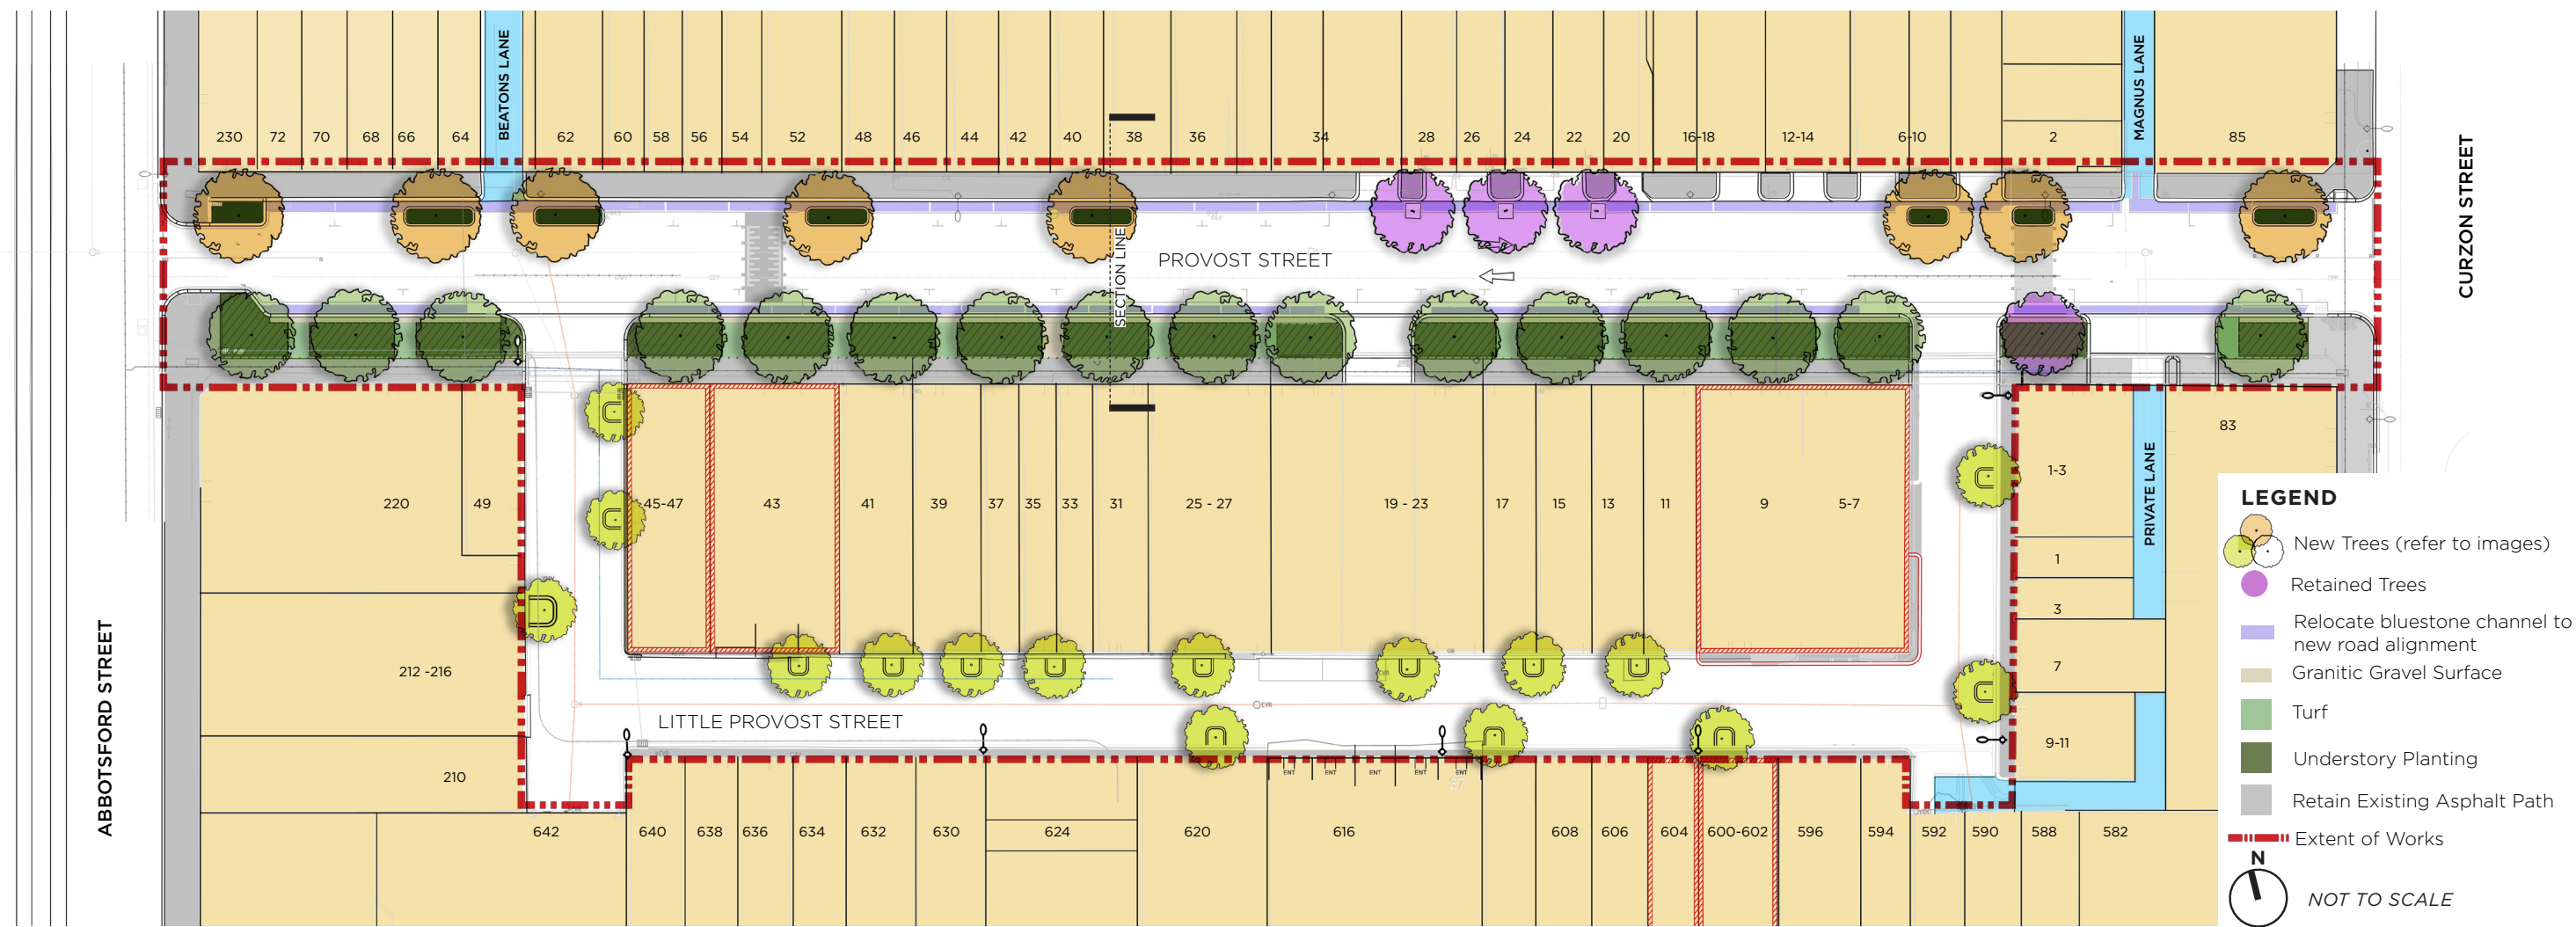 BEATONS LANE
MAGNUS LANE
230 72 70 68 66 64 62 60 58 56 54 52 48 46 44 42 40 38 36 34 28 26 24 22 20 16-18 12-14 6-10 2 85
CURZON STREET
SECTION LINE
PROVOST STREET
83
1-3
220 49 45-47 43 41 39 37 35 33 31 25 - 27 19 - 23 17 15 13 11 9 5-7
PRIVATE LANE
1
3
7
9-11
212 -216
ABBOTSFORD STREET
LITTLE PROVOST STREET
210
ENT ENT ENT ENT ENT
642 640 638 636 634 632 630 624 620 616 608 606 604 600-602 596 594 592 590 588 582
LEGEND
New Trees (refer to images)
Retained Trees
Relocate bluestone channel to
new road alignment
Granitic Gravel Surface
Turf
Understory Planting
Retain Existing Asphalt Path
Extent of Works
N
NOT TO SCALE